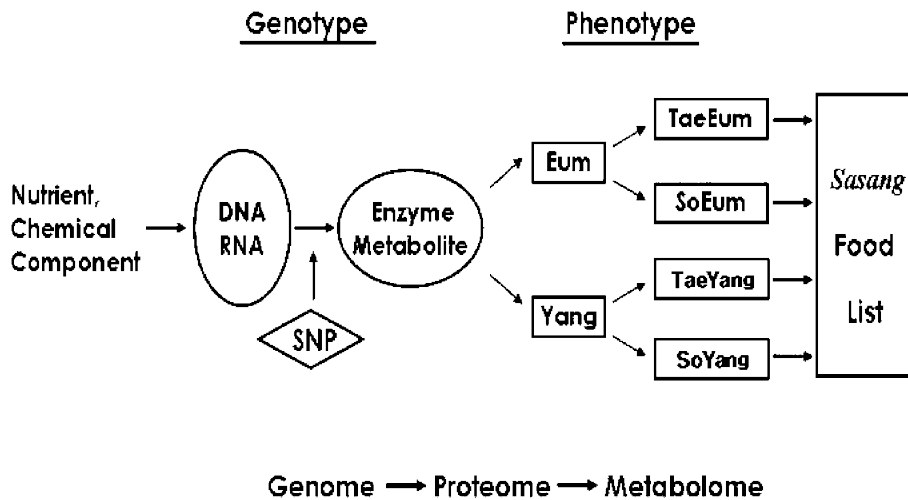 Genotype
Phenotype
Nutrient,
Chemical
Component
DNA
RNA
SNP
Enzyme
Metabolite
Eum
Yang
TaeEum
SoEum
TaeYang
SoYang
Sasang
Food
List
Genome → Proteome → Metabolome